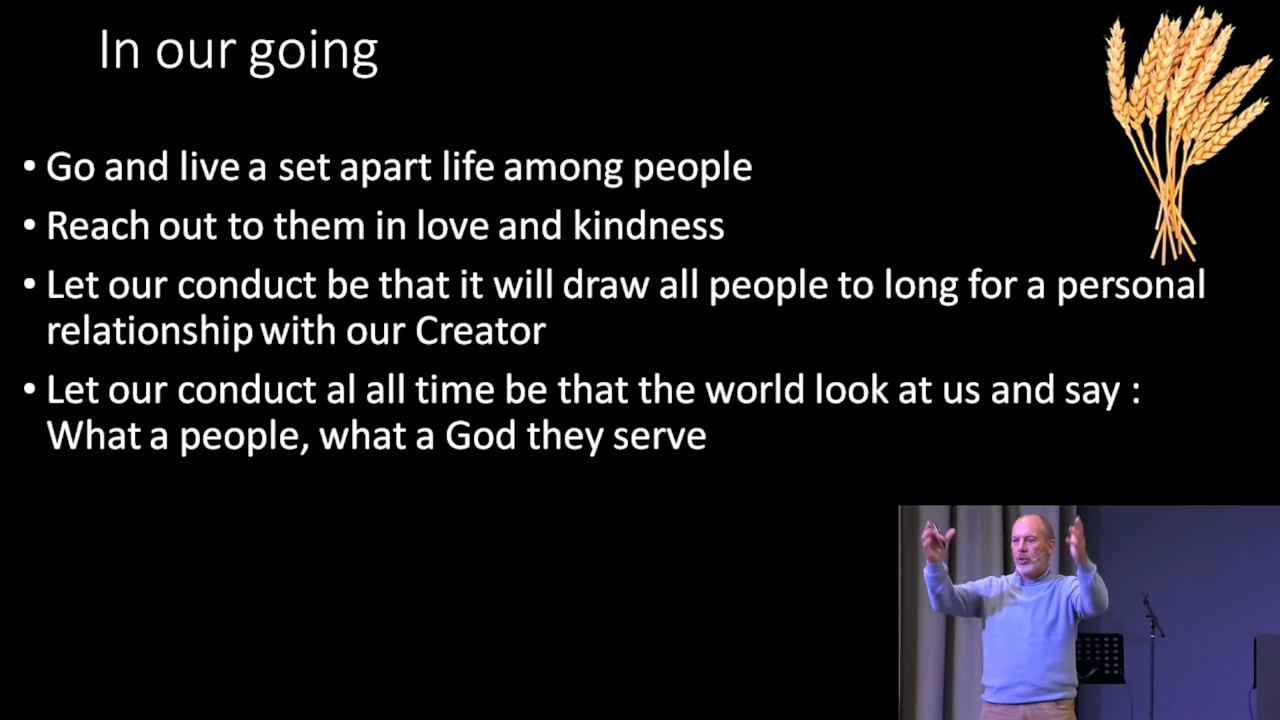 In our going
• Go and live a set apart life among people
• Reach out to them in love and kindness
• Let our conduct be that it will draw all people to long for a personal
relationship with our Creator
• Let our conduct al all time be that the world look at us and say :
What a people, what a God they serve